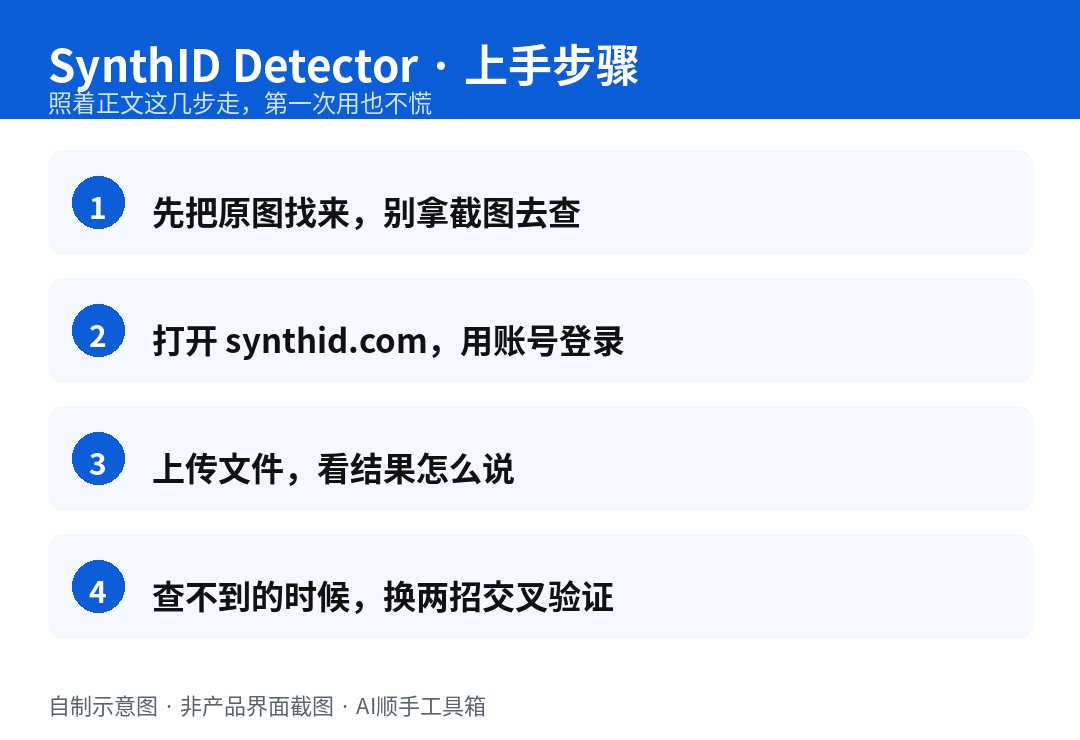 SynthID Detector · 上手步骤
照着正文这几步走，第一次用也不慌
1 先把原图找来，别拿截图去查
2 打开 synthid.com，用账号登录
3 上传文件，看结果怎么说
4 查不到的时候，换两招交叉验证
自制示意图 · 非产品界面截图 · AI顺手工具箱